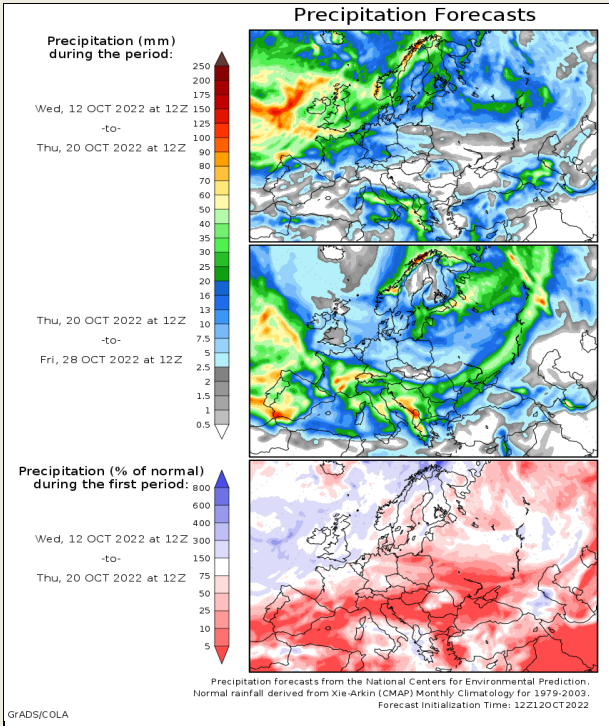 Precipitation Forecasts
Precipitation (mm)
during the period:
Wed, 12 OCT 2022 at 12Z
-to-
Thu, 20 OCT 2022 at 12Z
250
200
175
150
125
100
90
80
70
60
50
40
35
30
25
20
16
13
10
7.5
5
2.5
2
1.5
1
0.5
Thu, 20 OCT 2022 at 12Z
-to-
Fri, 28 OCT 2022 at 12Z
Precipitation (% of normal)
during the first period:
Wed, 12 OCT 2022 at 12Z
-to-
Thu, 20 OCT 2022 at 12Z
800
600
400
300
150
75
50
25
10
5
Precipitation forecasts from the National Centers for Environmental Prediction.
Normal rainfall derived from Xie-Arkin (CMAP) Monthly Climatology for 1979-2003.
Forecast Initialization Time: 12Z12OCT2022
GrADS/COLA